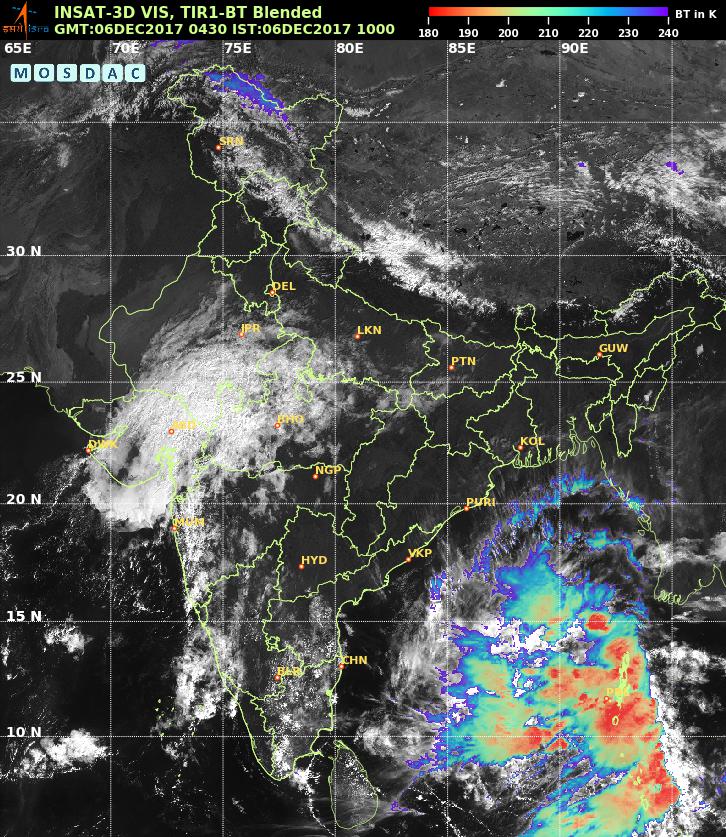 INSAT-3D VIS, TIR1-BT Blended
GMT:06DEC2017 0430 IST:06DEC2017 1000
BT in K
180 190 200 210 220 230 240
65E 70E 75E 80E 85E 90E
M O S D A C
SRN
30 N
DEL
JPR
LKN
GUW
PTN
25 N
AMD
BHO
DWK
KOL
NGP
20 N
PURI
MUM
VKP
HYD
15 N
CHN
BLR
10 N